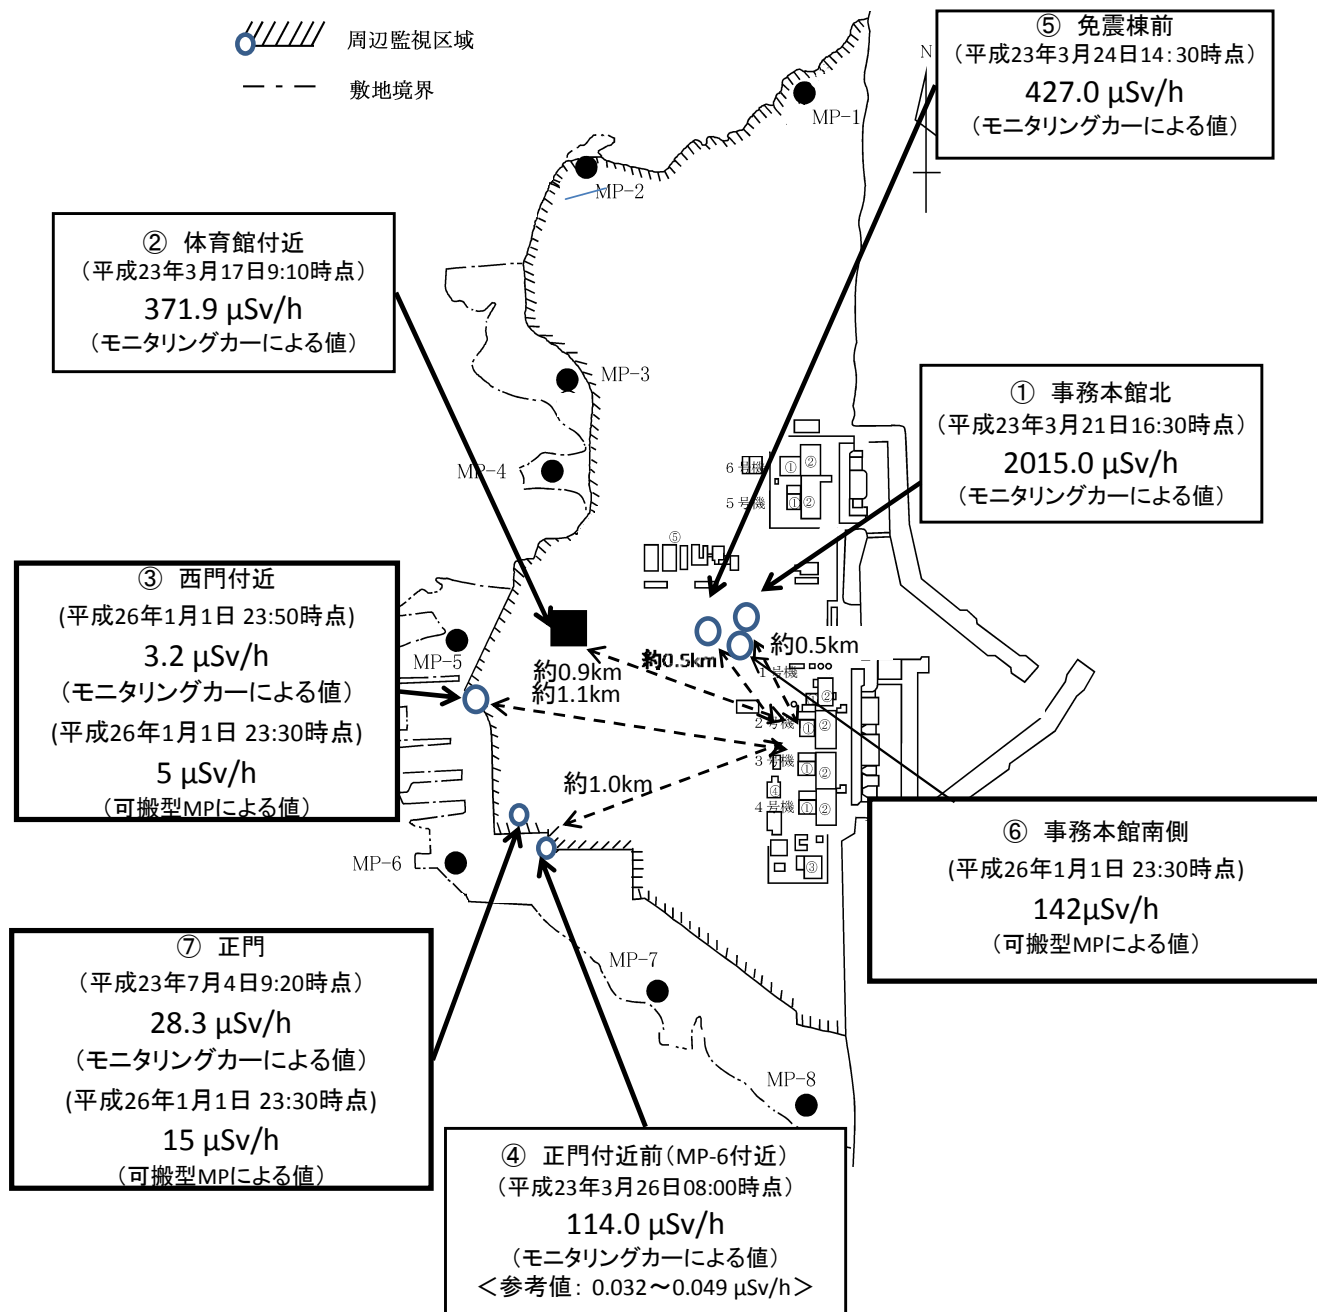 周辺監視区域
敷地境界
⑤ 免震棟前
（平成23年3月24日14:30時点）
427.0 μSv/h
（モニタリングカーによる値）
N
MP-1
MP-2
② 体育館付近
（平成23年3月17日9:10時点）
371.9 μSv/h
（モニタリングカーによる値）
MP-3
① 事務本館北
（平成23年3月21日16:30時点）
2015.0 μSv/h
（モニタリングカーによる値）
MP-4
6号機
① ②
5号機
① ②
⑤
③ 西門付近
(平成26年1月1日 23:50時点)
3.2 μSv/h
（モニタリングカーによる値）
(平成26年1月1日 23:30時点)
5 μSv/h
（可搬型MPによる値）
MP-5
約0.5km
約0.5km
約0.9km
約1.1km
1号機
②
2号機
① ②
3号機
① ②
約1.0km
④
4号機
① ②
③
MP-6
⑥ 事務本館南側
(平成26年1月1日 23:30時点)
142μSv/h
（可搬型MPによる値）
⑦ 正門
（平成23年7月4日9:20時点）
28.3 μSv/h
（モニタリングカーによる値）
(平成26年1月1日 23:30時点)
15 μSv/h
（可搬型MPによる値）
MP-7
MP-8
④ 正門付近前（MP-6付近）
（平成23年3月26日08:00時点）
114.0 μSv/h
（モニタリングカーによる値）
＜参考値：0.032～0.049 μSv/h＞